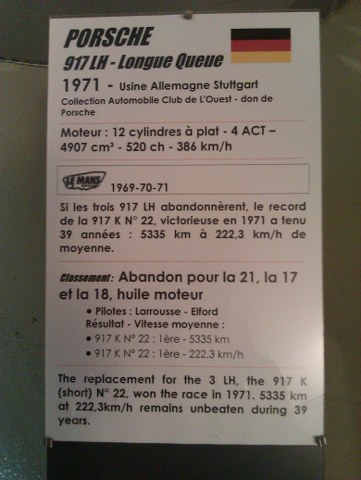 PORSCHE
917 LH - Longue Queue
1971 - Usine Allemagne Stuttgart
Collection Automobile Club de L'Ouest - don de
Porsche
Moteur : 12 cylindres à plat - 4 ACT –
4907 cm³ - 520 ch - 386 km/h
LE MANS
1969-70-71
Si les trois 917 LH abandonnèrent, le record
de la 917 K N° 22, victorieuse en 1971 a tenu
39 années : 5335 km à 222,3 km/h de
moyenne.
Classement : Abandon pour la 21, la 17
et la 18, huile moteur
• Pilotes : Larrousse - Elford
Résultat - Vitesse moyenne :
• 917 K N° 22 : 1ère - 5335 km
• 917 K N° 22 : 1ère - 222.3 km/h
The replacement for the 3 LH, the 917 K
(short) N° 22, won the race in 1971. 5335 km
at 222,3km/h remains unbeaten during 39
years.